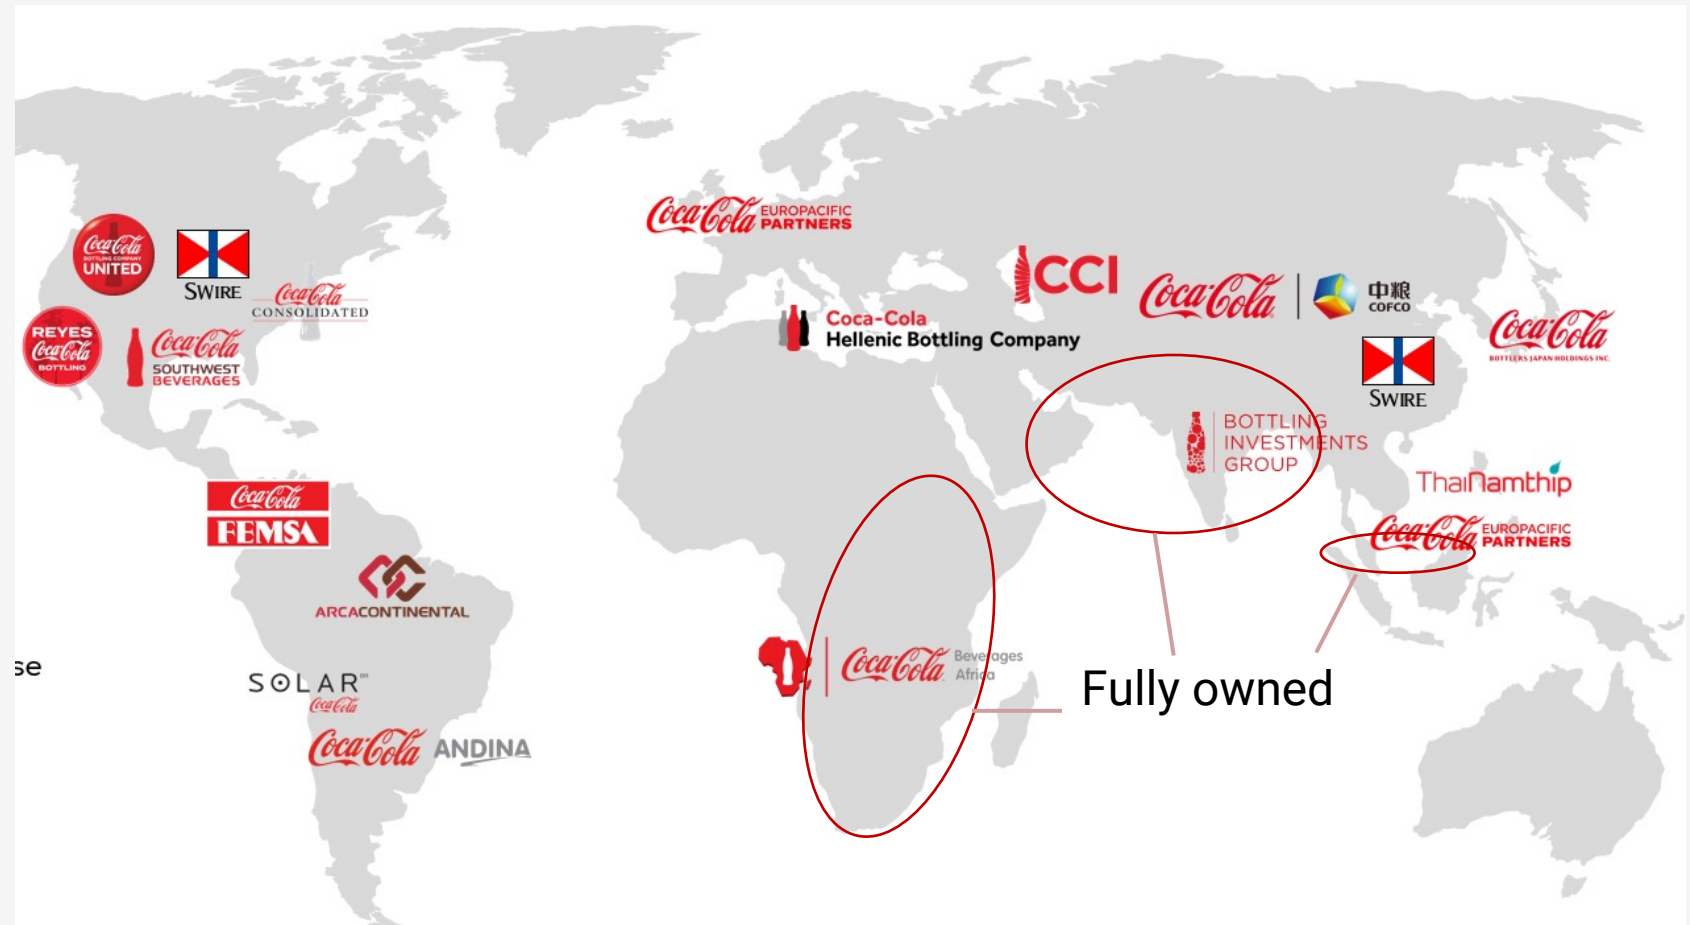 Coca-Cola
BOTTLING COMPANY
UNITED
SWIRE
Coca-Cola
CONSOLIDATED
REYES
Coca-Cola
BOTTLING
Coca-Cola
SOUTHWEST
BEVERAGES
Coca-Cola
FEMSA
ARCACONTINENTAL
se
SOLAR
Coca-Cola
Coca-Cola ANDINA
Coca-Cola EUROPACIFIC
PARTNERS
Coca-Cola
Hellenic Bottling Company
CCI
Coca-Cola
中粮
COFCO
Coca-Cola
BOTTLERS JAPAN HOLDINGS INC.
SWIRE
BOTTLING
INVESTMENTS
GROUP
ThaiNamthip
Coca-Cola EUROPACIFIC
PARTNERS
Coca-Cola Beverages
Africa
Fully owned